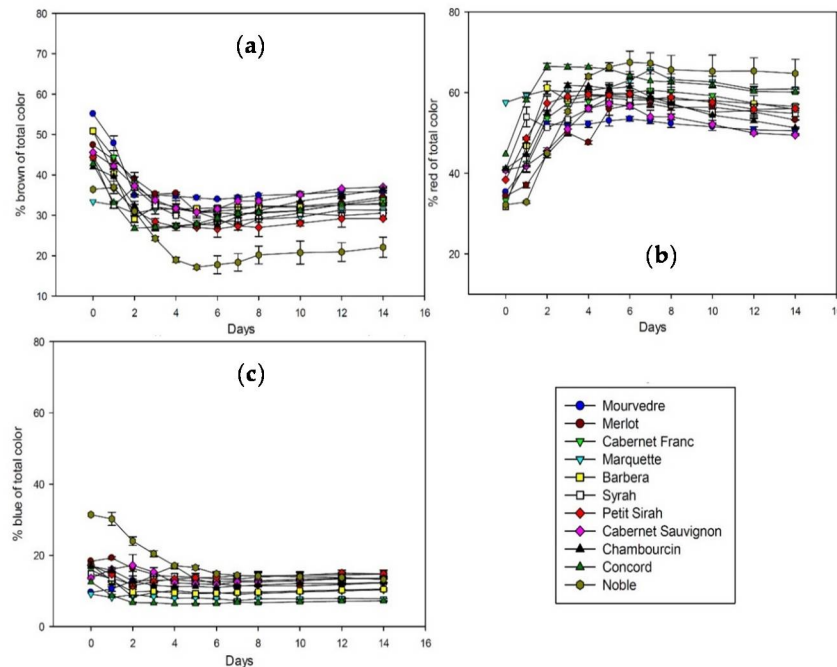 (a)
% brown of total color
80
70
60
50
40
30
20
10
0 2 4 6 8 10 12 14 16
Days
(b)
% red of total color
80
60
40
20
0 2 4 6 8 10 12 14 1
Days
(c)
% blue of total color
80
60
40
20
0
0 2 4 6 8 10 12 14 16
Days
Mourvedre
Merlot
Cabernet Franc
Marquette
Barbera
Syrah
Petit Sirah
Cabernet Sauvignon
Chambourcin
Concord
Noble